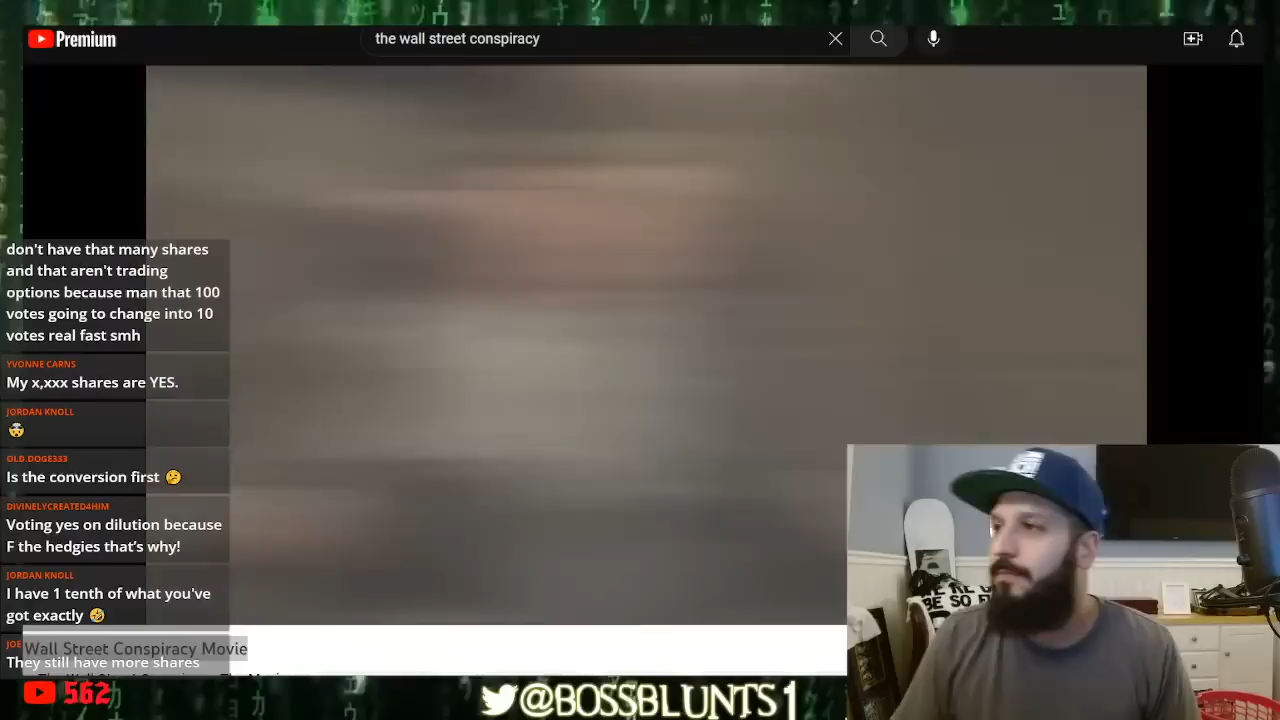 Premium
the wall street conspiracy
don't have that many shares
and that aren't trading
options because man that 100
votes going to change into 10
votes real fast smh
YVONNE CARNS
My x,xxx shares are YES.
JORDAN KNOLL
🤯
OLD.DOGE333
Is the conversion first 🤔
DIVINELYCREATED4HIM
Voting yes on dilution because
F the hedgies that's why!
JORDAN KNOLL
I have 1 tenth of what you've
got exactly 🤣
JOE
Wall Street Conspiracy Movie
They still have more shares
562
@BOSSBLUNTS1